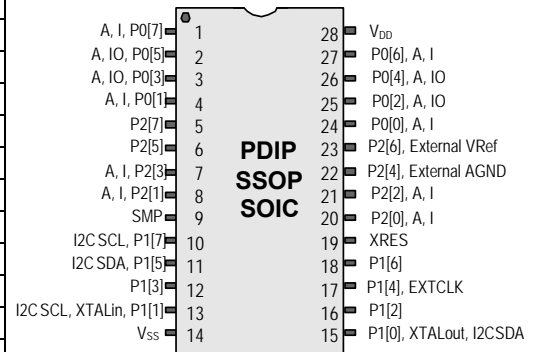 A, I, P0[7] 1 28 VDD
A, IO, P0[5] 2 27 P0[6], A, I
A, IO, P0[3] 3 26 P0[4], A, IO
A, I, P0[1] 4 25 P0[2], A, IO
P2[7] 5 24 P0[0], A, I
P2[5] 6 23 P2[6], External VRef
A, I, P2[3] 7 22 P2[4], External AGND
A, I, P2[1] 8 21 P2[2], A, I
SMP 9 20 P2[0], A, I
I2C SCL, P1[7] 10 19 XRES
I2C SDA, P1[5] 11 18 P1[6]
P1[3] 12 17 P1[4], EXTCLK
I2C SCL, XTALin, P1[1] 13 16 P1[2]
Vss 14 15 P1[0], XTALout, I2CSDA
PDIP
SSOP
SOIC